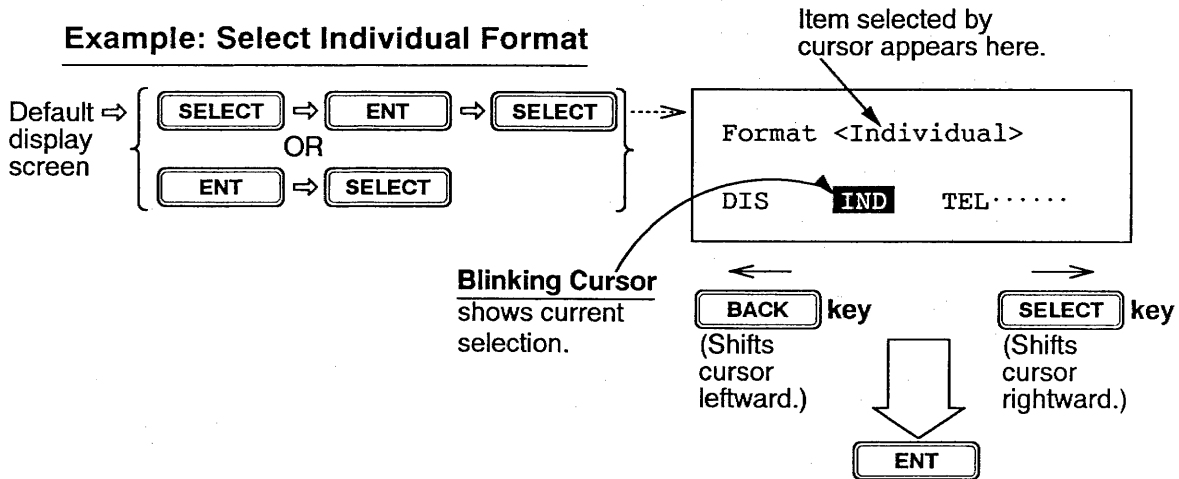 Example: Select Individual Format
Item selected by
cursor appears here.
Default ⇨
display
screen
SELECT ⇨ ENT ⇨ SELECT
OR
ENT ⇨ SELECT
Format <Individual>
DIS IND TEL······
Blinking Cursor
shows current
selection.
BACK key
(Shifts
cursor
leftward.)
SELECT key
(Shifts
cursor
rightward.)
ENT